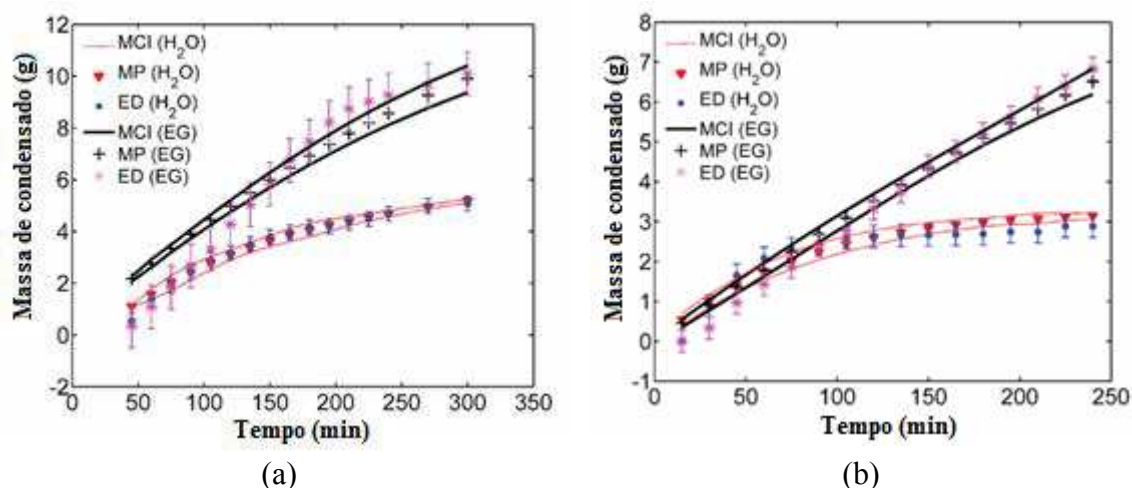 12
10
8
6
4
2
0
-2
Massa de condensado (g)
MCI (H2O)
MP (H2O)
ED (H2O)
MCI (EG)
MP (EG)
ED (EG)
0 50 100 150 200 250 300 350
Tempo (min)
(a)
8
7
6
5
4
3
2
1
0
-1
Massa de condensado (g)
MCI (H2O)
MP (H2O)
ED (H2O)
MCI (EG)
MP (EG)
ED (EG)
0 50 100 150 200 250
Tempo (min)
(b)